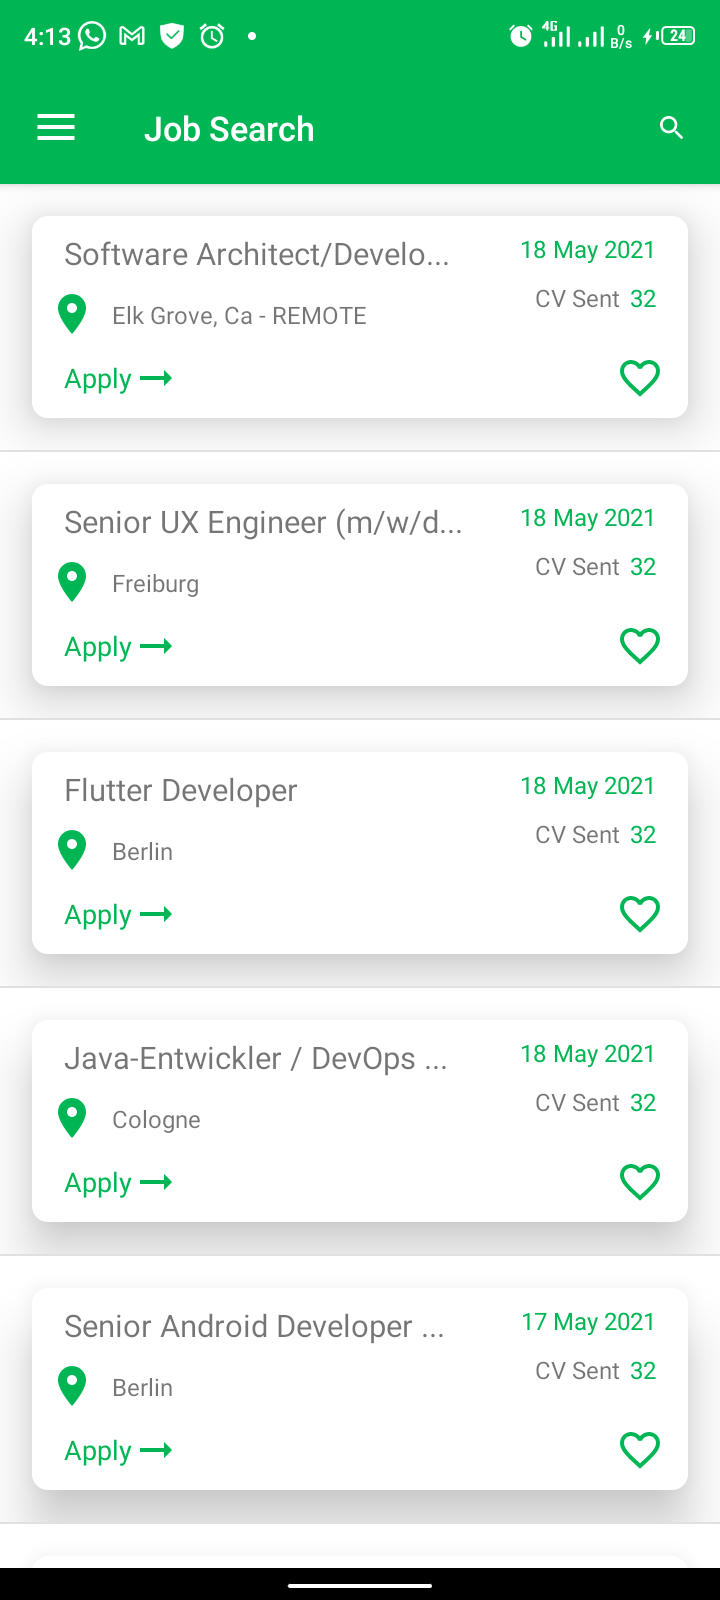 4:13 4G 0 B/s 24
Job Search
Software Architect/Develo... 18 May 2021
Elk Grove, Ca - REMOTE CV Sent 32
Apply
Senior UX Engineer (m/w/d... 18 May 2021
Freiburg CV Sent 32
Apply
Flutter Developer 18 May 2021
Berlin CV Sent 32
Apply
Java-Entwickler / DevOps ... 18 May 2021
Cologne CV Sent 32
Apply
Senior Android Developer ... 17 May 2021
Berlin CV Sent 32
Apply